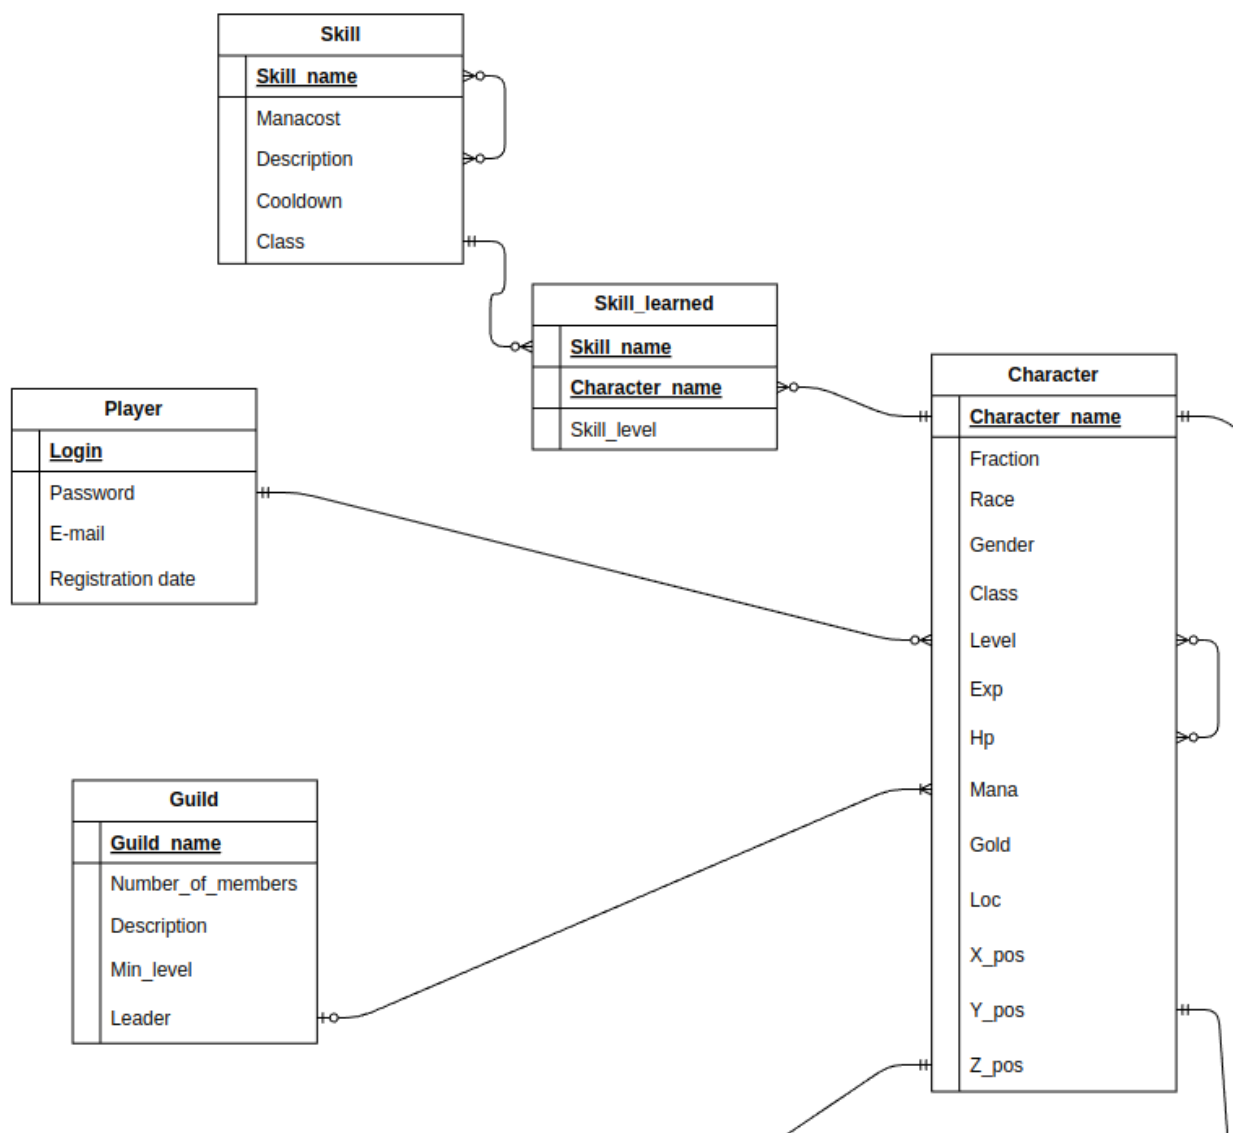 Skill
Skill_name
Manacost
Description
Cooldown
Class
Skill_learned
Skill_name
Character_name
Skill_level
Player
Login
Password
E-mail
Registration date
Character
Character_name
Fraction
Race
Gender
Class
Level
Exp
Hp
Mana
Gold
Loc
X_pos
Y_pos
Z_pos
Guild
Guild_name
Number_of_members
Description
Min_level
Leader